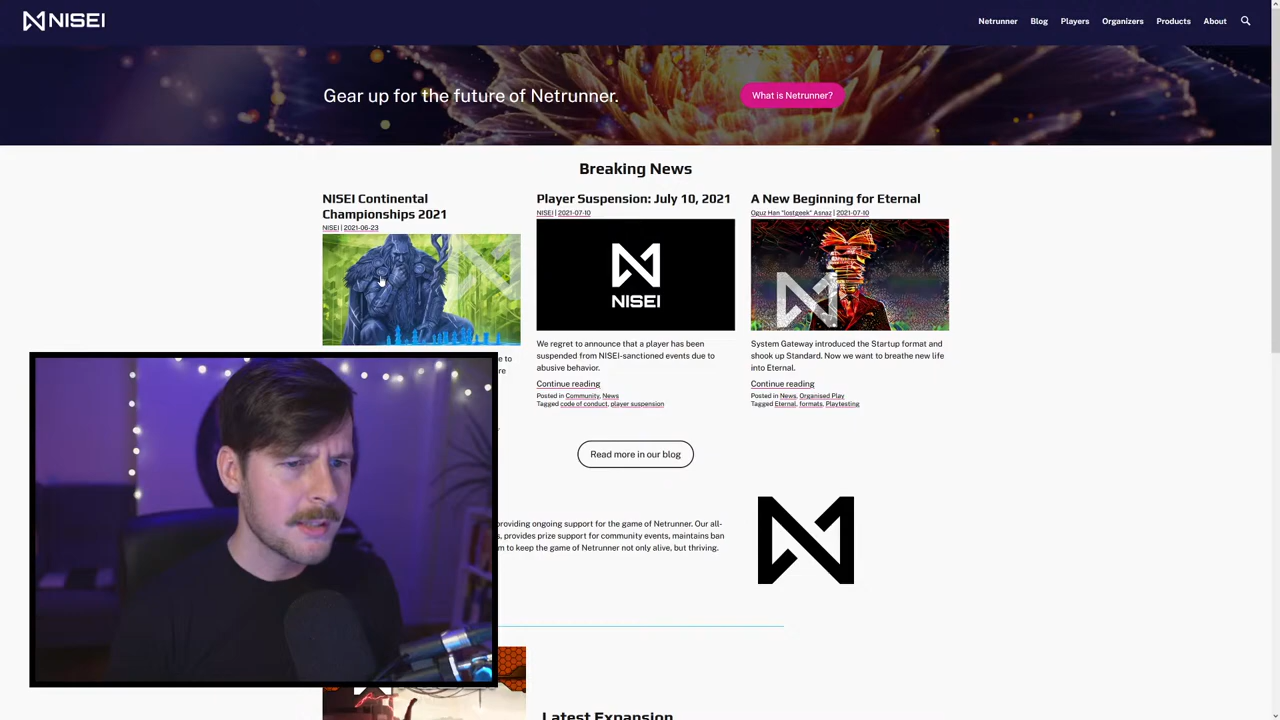 NISEI
Netrunner Blog Players Organizers Products About
Gear up for the future of Netrunner.
What is Netrunner?
Breaking News
NISEI Continental
Championships 2021
NISEI | 2021-06-23
Player Suspension: July 10, 2021
NISEI | 2021-07-10
NISEI
We regret to announce that a player has been
suspended from NISEI-sanctioned events due to
abusive behavior.
Continue reading
Posted in Community, News
Tagged code of conduct, player suspension
A New Beginning for Eternal
Oguz Han "lostgeek" Asnaz | 2021-07-10
System Gateway introduced the Startup format and
shook up Standard. Now we want to breathe new life
into Eternal.
Continue reading
Posted in News, Organised Play
Tagged Eternal, formats, Playtesting
Read more in our blog
providing ongoing support for the game of Netrunner. Our all-
provides prize support for community events, maintains ban
to keep the game of Netrunner not only alive, but thriving.
Latest Expansion